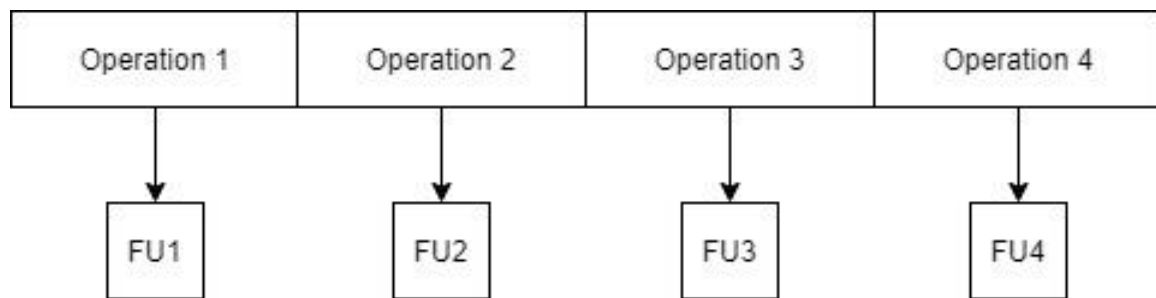 Operation 1 Operation 2 Operation 3 Operation 4
FU1 FU2 FU3 FU4